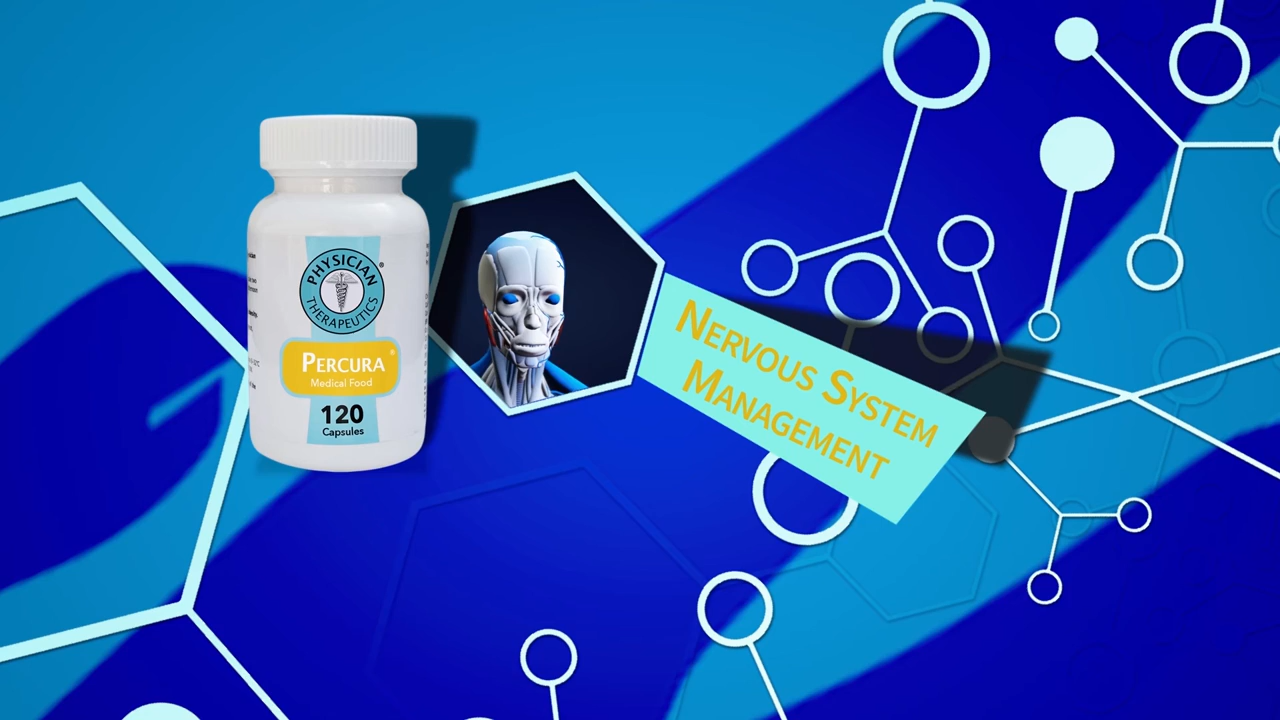 PHYSICIAN
THERAPEUTICS
®
PERCURA®
Medical Food
120
Capsules
NERVOUS SYSTEM
MANAGEMENT